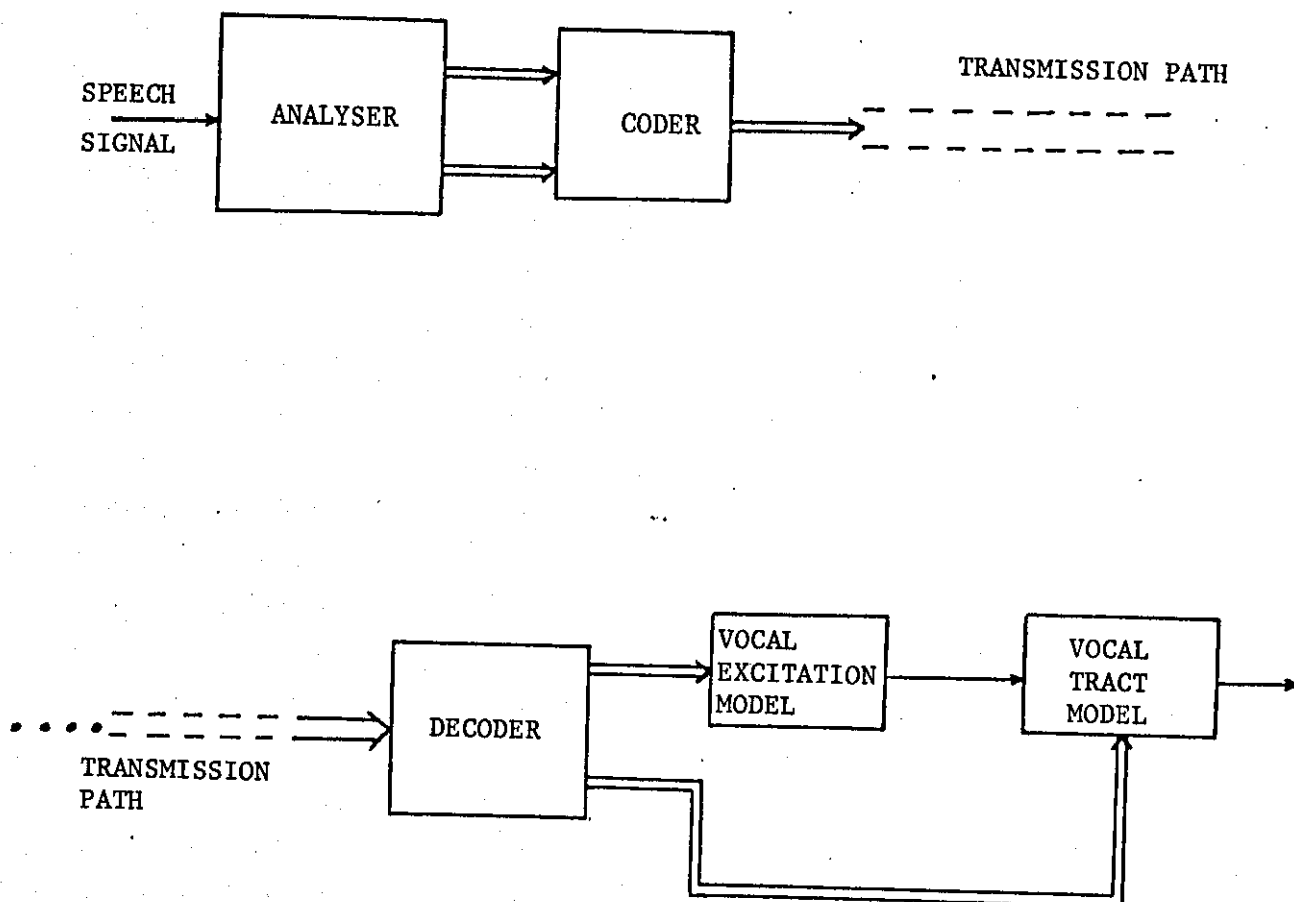 SPEECH
SIGNAL
ANALYSER
CODER
TRANSMISSION PATH
TRANSMISSION
PATH
DECODER
VOCAL
EXCITATION
MODEL
VOCAL
TRACT
MODEL